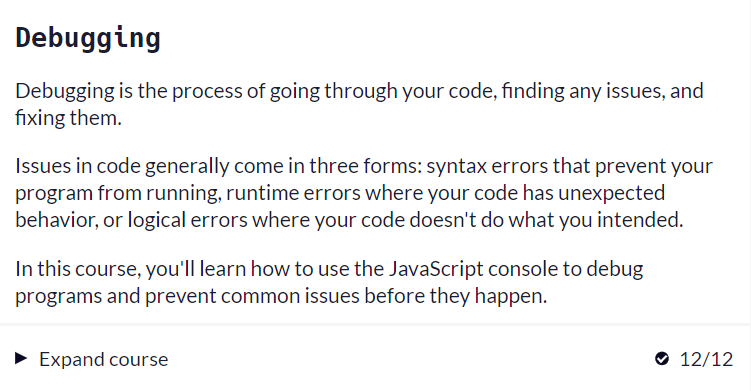 Debugging
Debugging is the process of going through your code, finding any issues, and
fixing them.
Issues in code generally come in three forms: syntax errors that prevent your
program from running, runtime errors where your code has unexpected
behavior, or logical errors where your code doesn't do what you intended.
In this course, you'll learn how to use the JavaScript console to debug
programs and prevent common issues before they happen.
Expand course 12/12